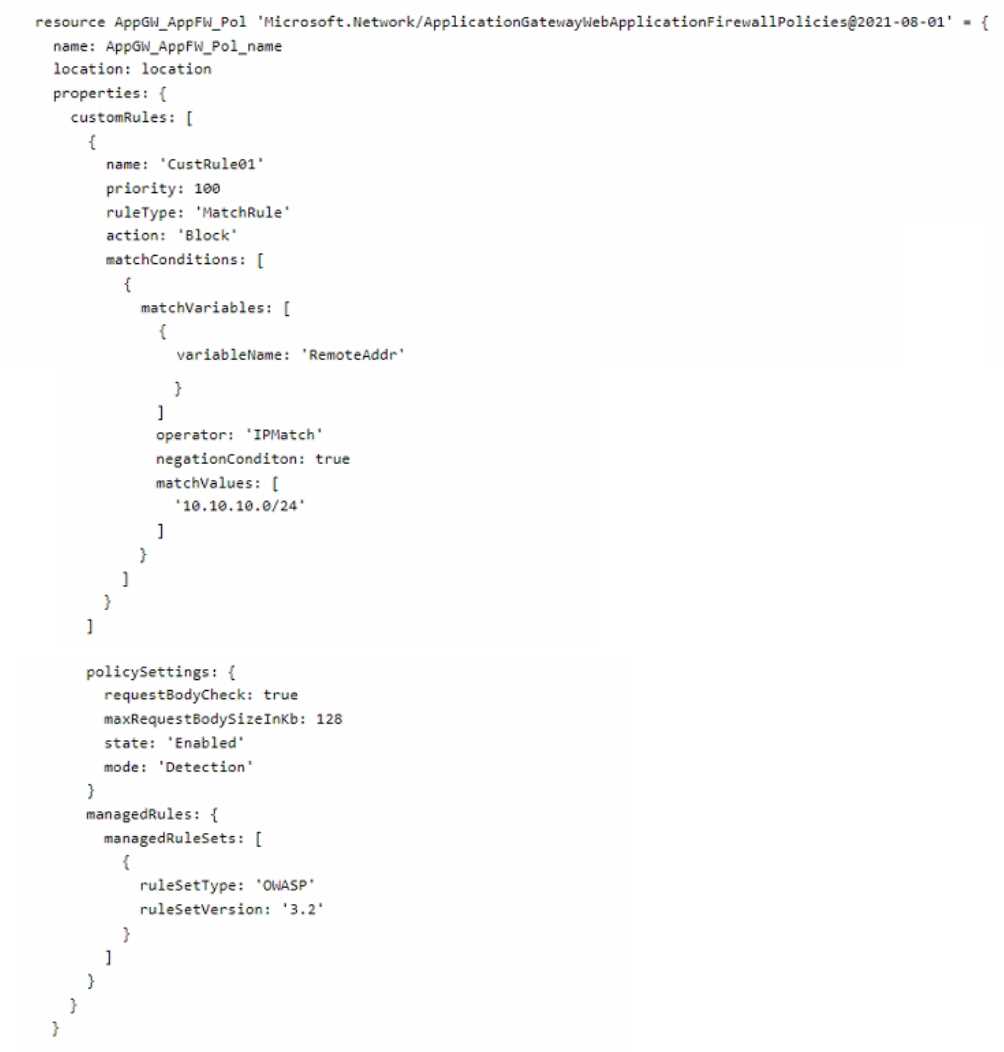 resource AppGW_AppFW_Pol 'Microsoft.Network/ApplicationGatewayWebApplicationFirewallPolicies@2021-08-01' = {
name: AppGW_AppFW_Pol_name
location: location
properties: {
customRules: [
{
name: 'CustRule01'
priority: 100
ruleType: 'MatchRule'
action: 'Block'
matchConditions: [
{
matchVariables: [
{
variableName: 'RemoteAddr'
}
]
operator: 'IPMatch'
negationConditon: true
matchValues: [
'10.10.10.0/24'
]
}
]
}
]
policySettings: {
requestBodyCheck: true
maxRequestBodySizeInKb: 128
state: 'Enabled'
mode: 'Detection'
}
managedRules: {
managedRuleSets: [
{
ruleSetType: 'OWASP'
ruleSetVersion: '3.2'
}
]
}
}
}